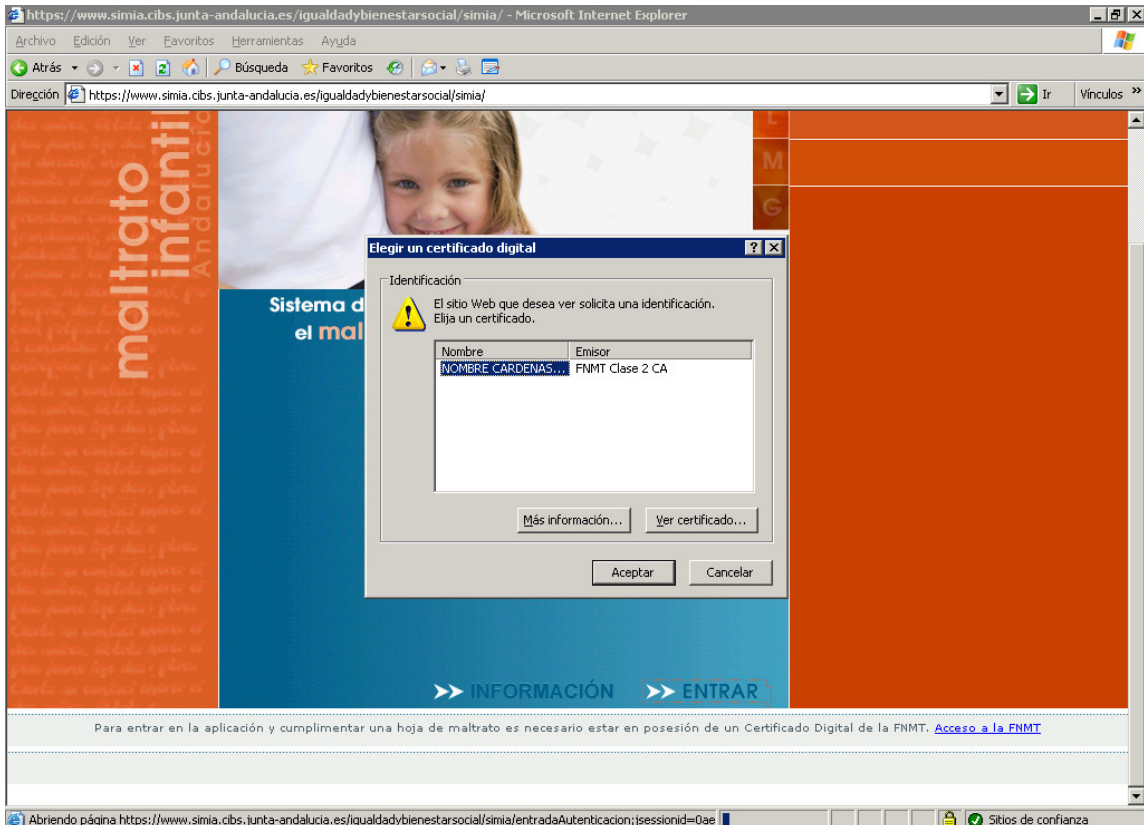 https://www.simia.cibs.junta-andalucia.es/igualdadybienestarsocial/simia/ - Microsoft Internet Explorer
Archivo Edición Ver Favoritos Herramientas Ayuda
Atrás Búsqueda Favoritos
Dirección https://www.simia.cibs.junta-andalucia.es/igualdadybienestarsocial/simia/ Ir Vínculos »
maltrato
infantil
Andalucía
L
M
G
Sistema d
el mal
Elegir un certificado digital
Identificación
El sitio Web que desea ver solicita una identificación.
Elija un certificado.
Nombre Emisor
NOMBRE CARDENAS... FNMT Clase 2 CA
Más información... Ver certificado...
Aceptar Cancelar
>> INFORMACIÓN >> ENTRAR
Para entrar en la aplicación y cumplimentar una hoja de maltrato es necesario estar en posesión de un Certificado Digital de la FNMT. Acceso a la FNMT
Abriendo página https://www.simia.cibs.junta-andalucia.es/igualdadybienestarsocial/simia/entradaAutenticacion;jsessionid=0ae Sitios de confianza